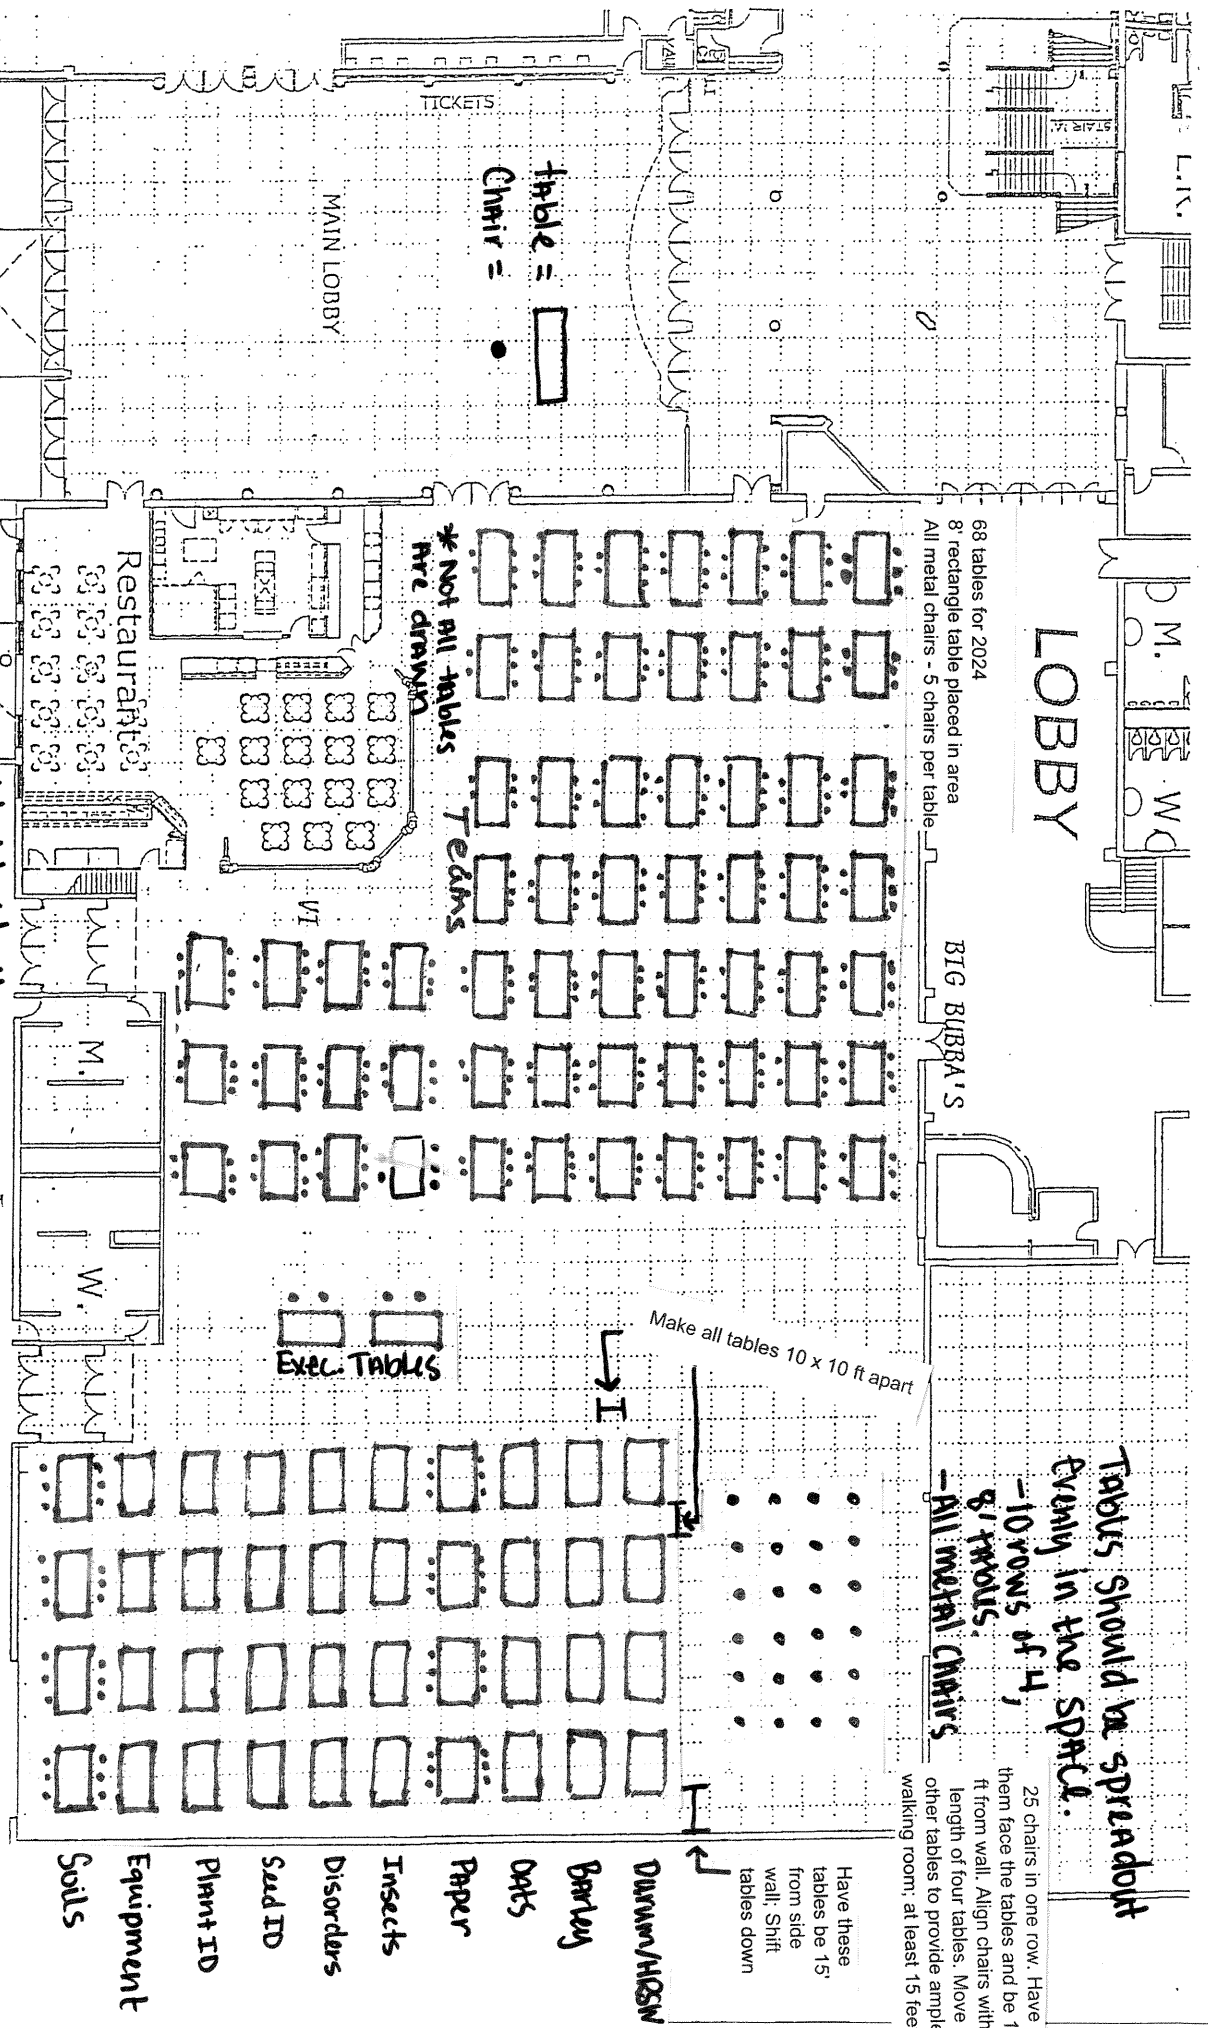 TICKETS
STAIR 'A'
MAIN LOBBY
table =
Chair =
68 tables for 2024
8' rectangle table placed in area
All metal chairs - 5 chairs per table
LOBBY
M.
W.
BIG BUBBA'S
* Not All tables
Are drawn
Teams
Restaurant
VI
M.
W.
Exec. TAbles
Make all tables 10 x 10 ft apart
Tables Should be spreadout
Evenly in the SPAce.
- 10 rows of 4,
8' tables.
- All metal Chairs
25 chairs in one row. Have
them face the tables and be 1
ft from wall. Align chairs with
length of four tables. Move
other tables to provide ample
walking room; at least 15 fee
Have these
tables be 15'
from side
wall; Shift
tables down
Durum/HRSW
Barley
Oats
Paper
Insects
Disorders
Seed ID
Plant ID
Equipment
Soils